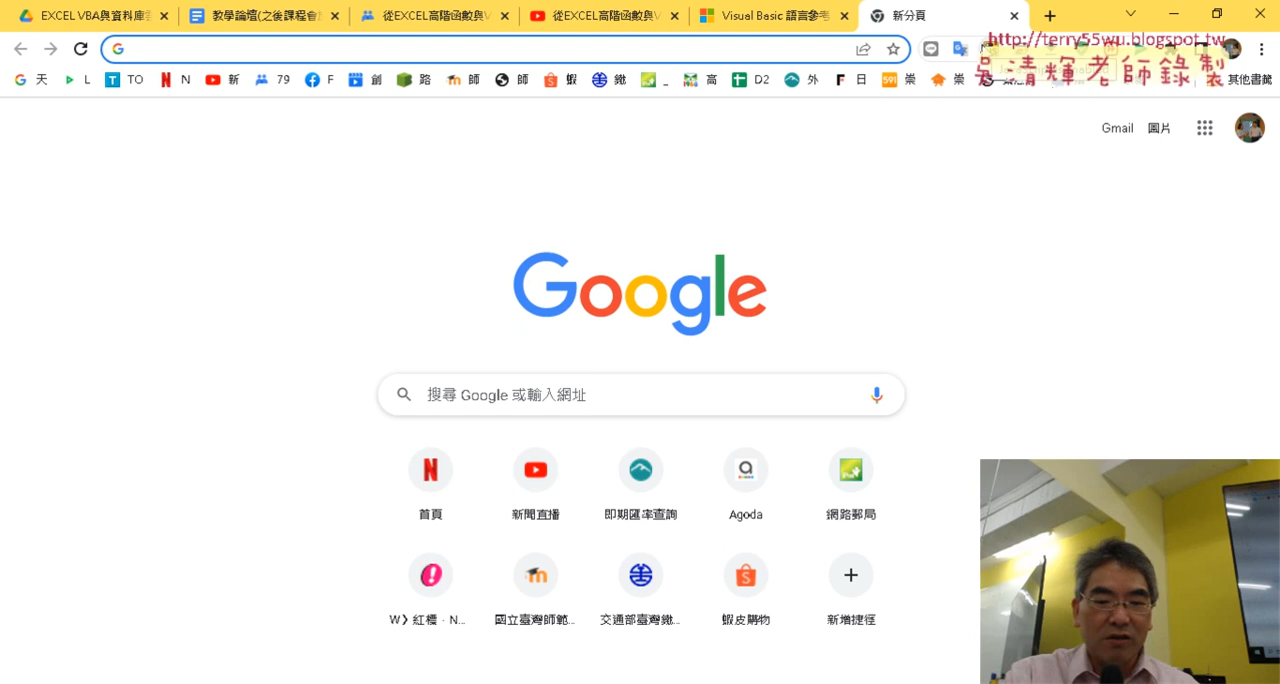 EXCEL VBA與資料庫雲
教學論壇(之後課程會放
從EXCEL高階函數與V
從EXCEL高階函數與V
Visual Basic 語言參考
新分頁
http://terry55wu.blogspot.tw
吳清輝老師錄製
天
L
TO
N
新
F
79
創
路
師
師
蝦
鐵
_
高
D2
外
日
崇
崇
其他書籤
Gmail
圖片
Google
搜尋 Google 或輸入網址
首頁
新聞直播
即期匯率查詢
Agoda
網路郵局
W》紅標 · N...
國立臺灣師範...
交通部臺灣鐵...
蝦皮購物
新增捷徑